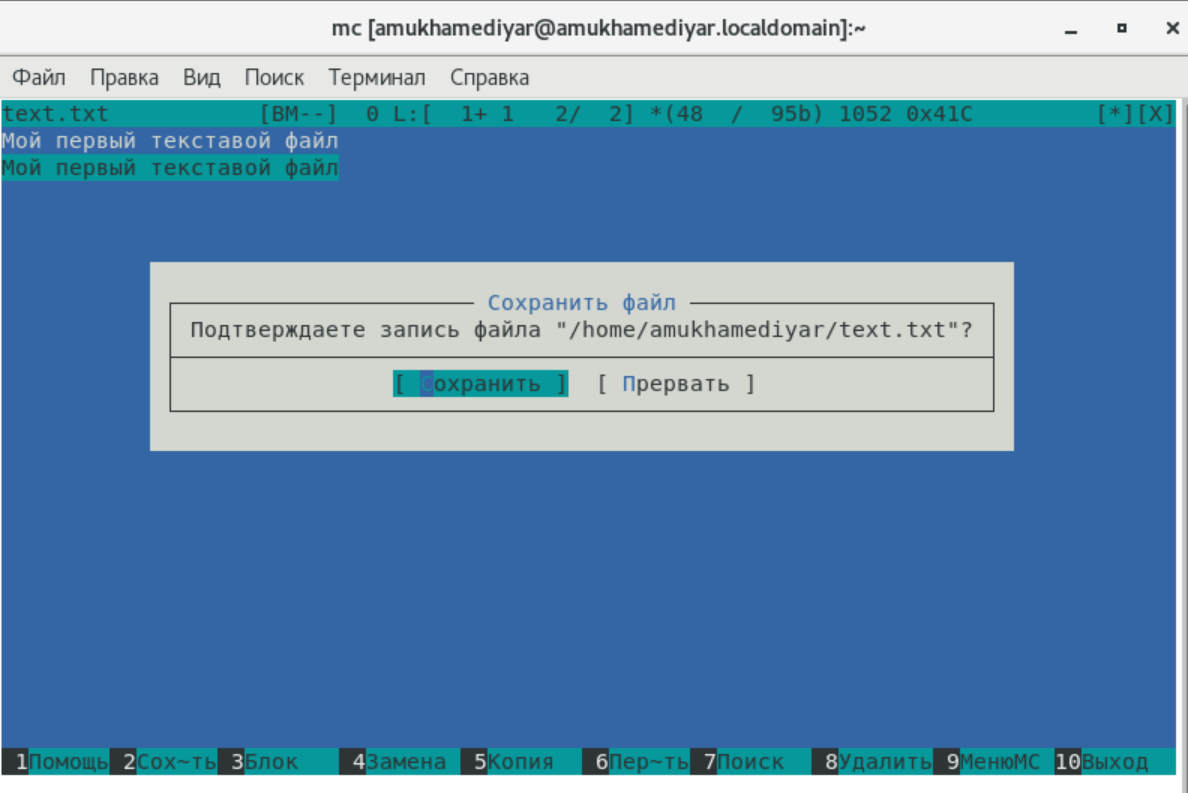 mc [amukhamediyar@amukhamediyar.localdomain]:~
Файл Правка Вид Поиск Терминал Справка
text.txt [BM--] 0 L:[ 1+ 1 2/ 2] *(48 / 95b) 1052 0x41C [*][X]
Мой первый текставой файл
Мой первый текставой файл
Сохранить файл
Подтверждаете запись файла "/home/amukhamediyar/text.txt"?
[ Сохранить ] [ Прервать ]
1Помощь 2Сох~ть 3Блок 4Замена 5Копия 6Пер~ть 7Поиск 8Удалить 9МенюMC 10Выход